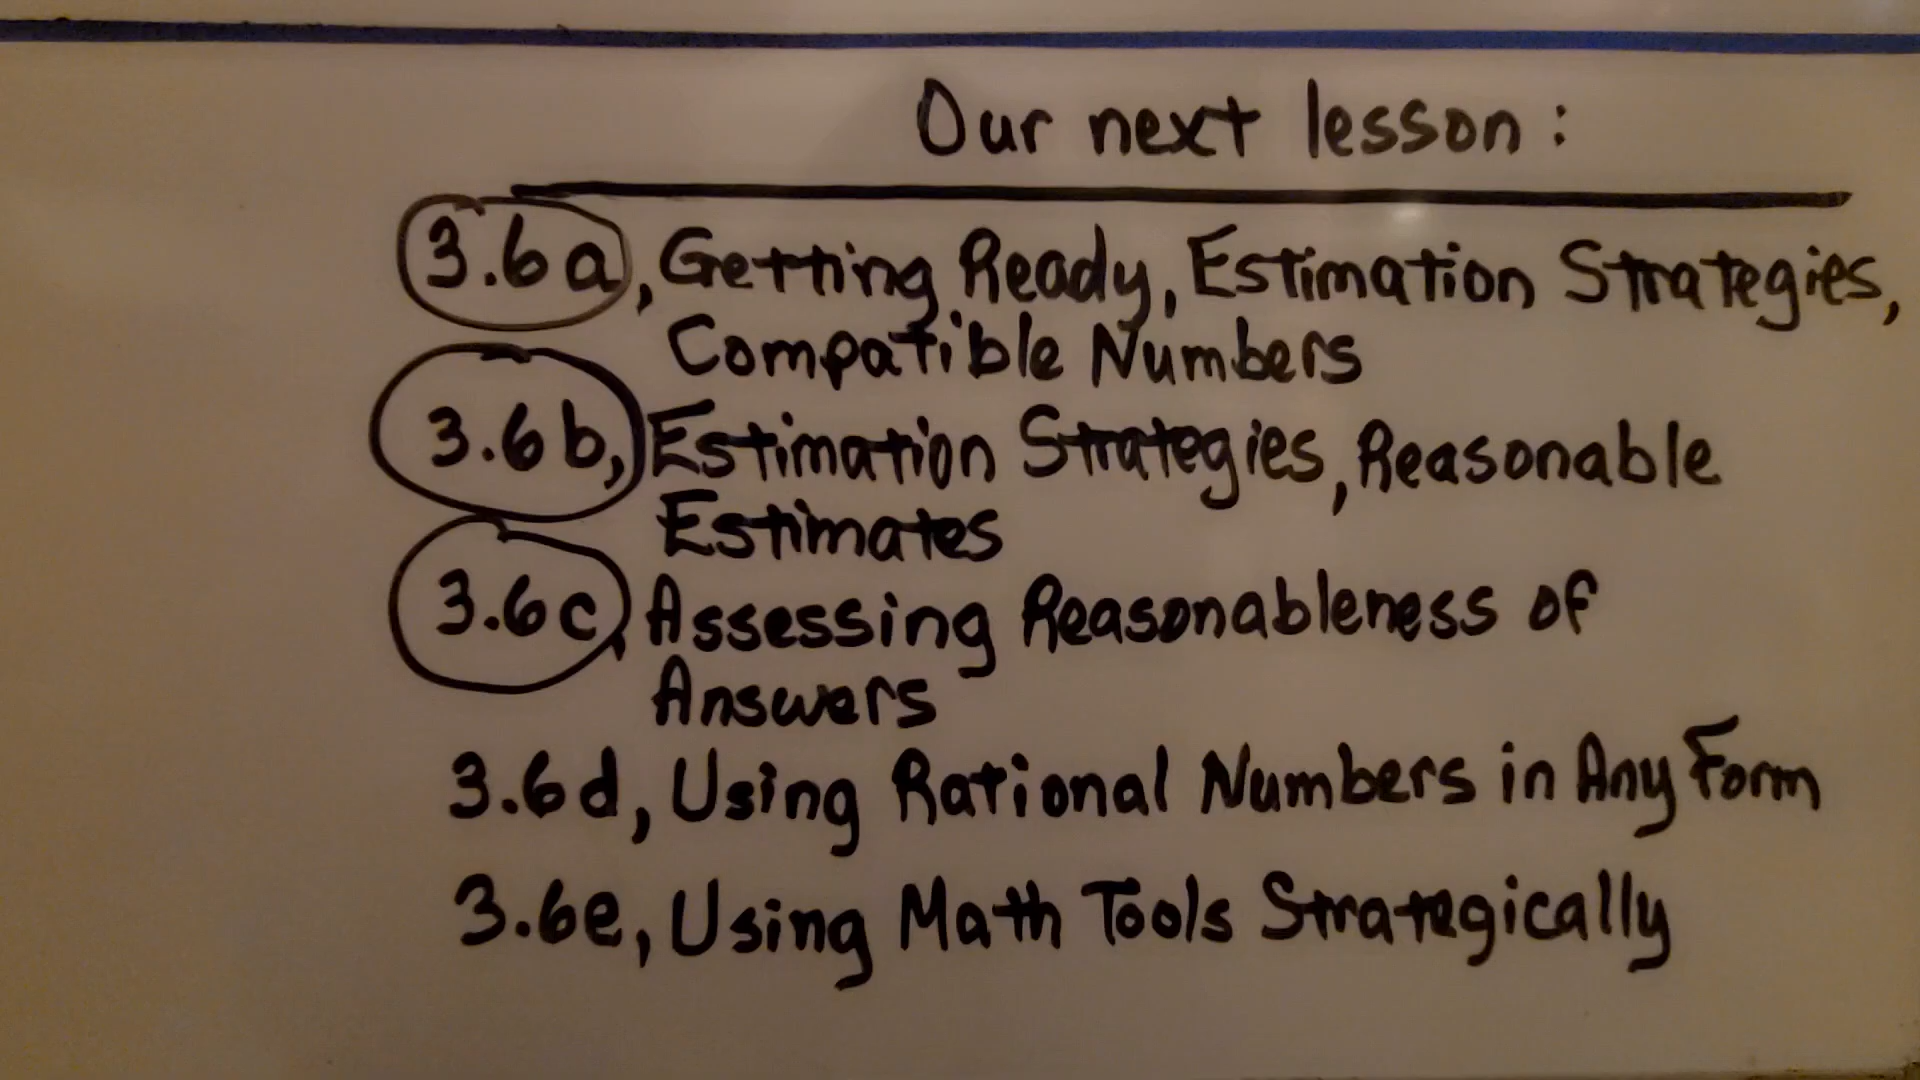 Our next lesson:
3.6a, Getting Ready, Estimation Strategies,
Compatible Numbers
3.6b, Estimation Strategies, Reasonable
Estimates
3.6c, Assessing Reasonableness of
Answers
3.6d, Using Rational Numbers in Any Form
3.6e, Using Math Tools Strategically